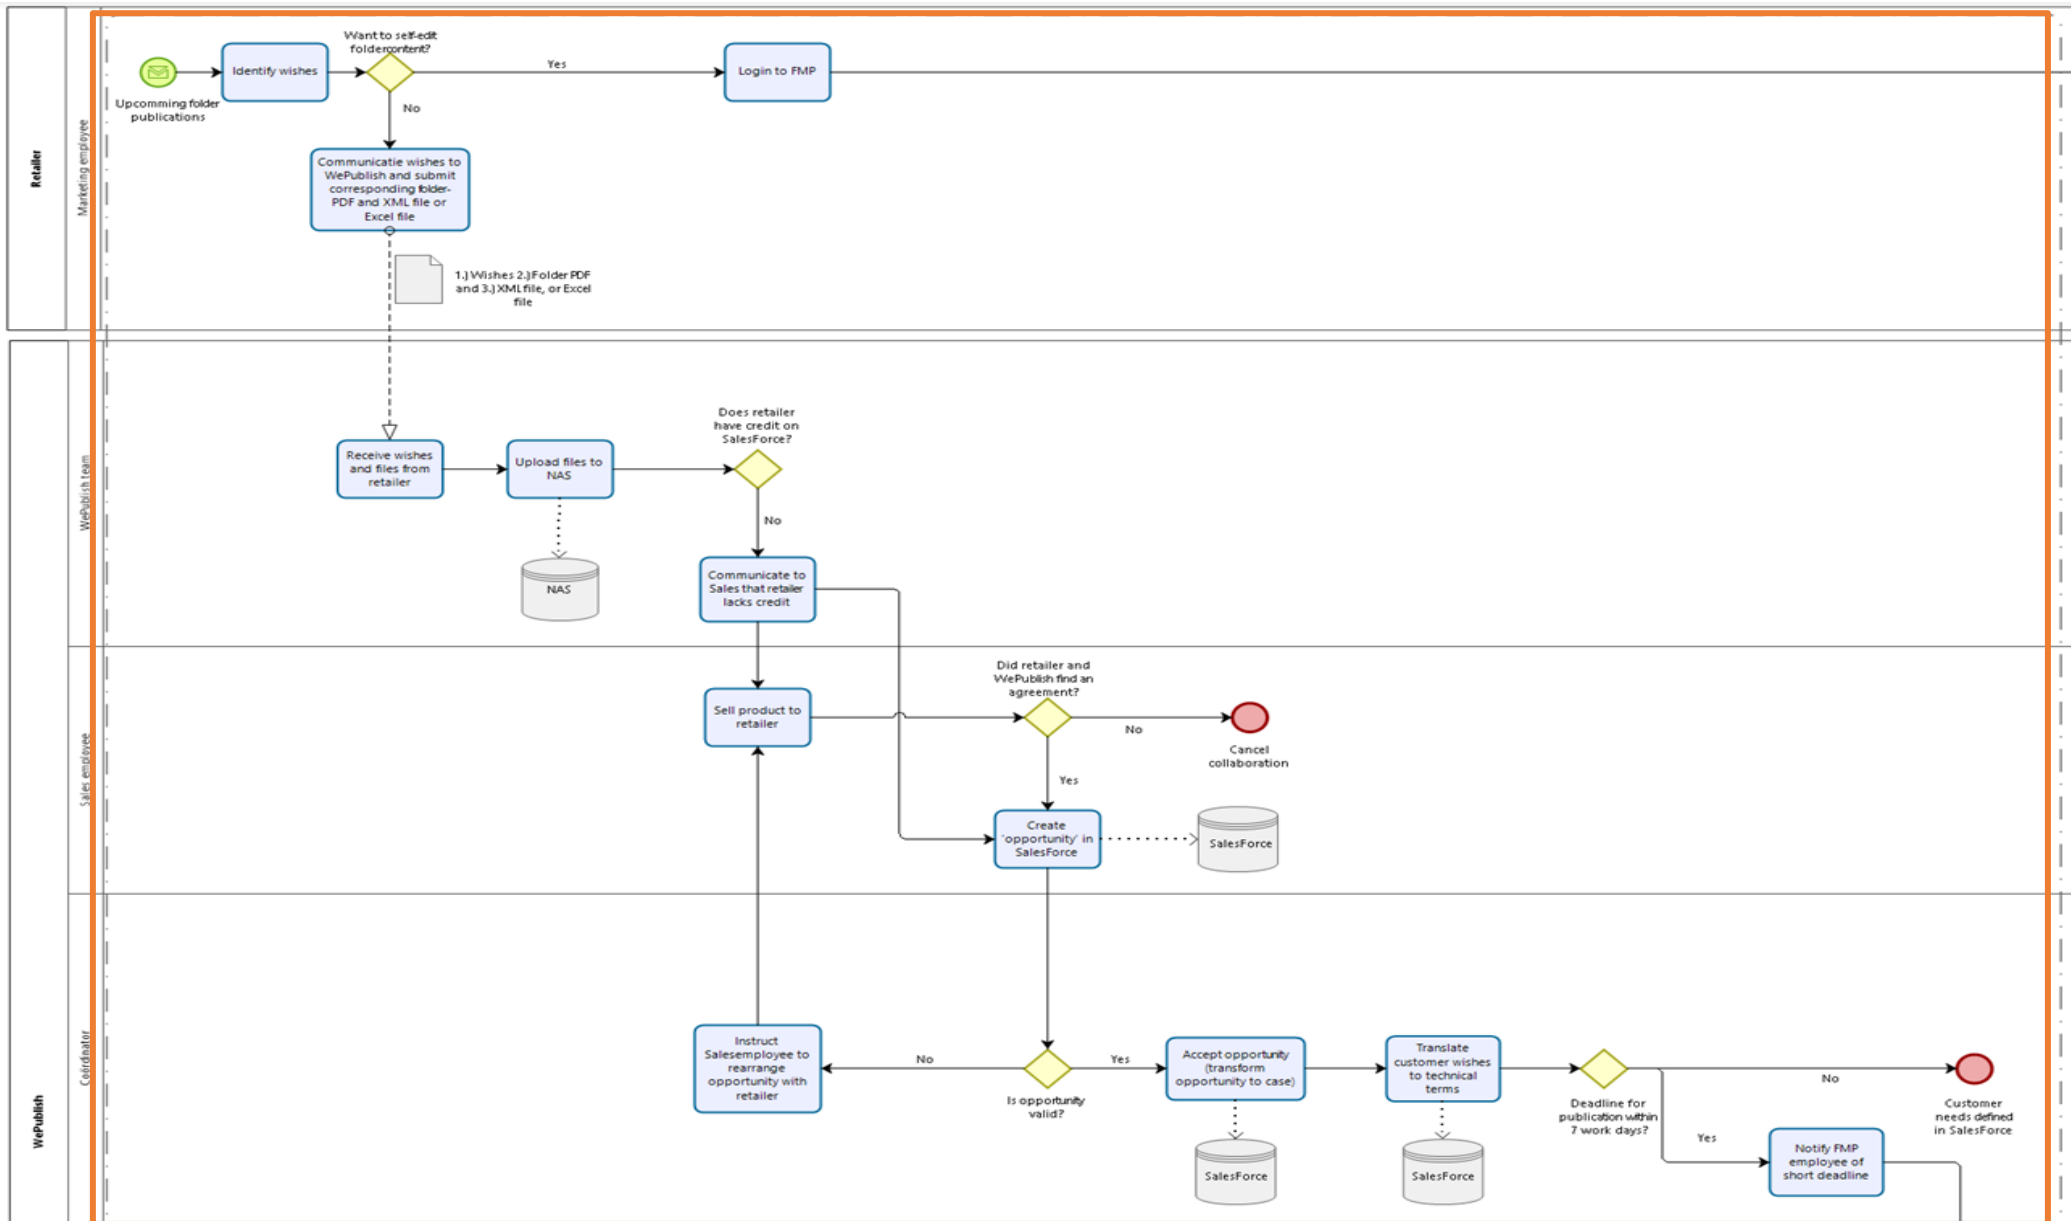 Retailer
Marketing employee
Upcomming folder
publications
Identify wishes
Want to self-edit
foldercontent?
Yes
No
Login to FMP
Communicatie wishes to
WePublish and submit
corresponding folder-
PDF and XML file or
Excel file
1.) Wishes 2.) Folder PDF
and 3.) XML file, or Excel
file
WePublish
WePublish team
Receive wishes
and files from
retailer
Upload files to
NAS
NAS
Does retailer
have credit on
SalesForce?
No
Communicate to
Sales that retailer
lacks credit
Sales employee
Sell product to
retailer
Did retailer and
WePublish find an
agreement?
No
Cancel
collaboration
Yes
Create
'opportunity' in
SalesForce
SalesForce
Coördinator
Instruct
Salesemployee to
rearrange
opportunity with
retailer
No
Is opportunity
valid?
Yes
Accept opportunity
(transform
opportunity to case)
SalesForce
Translate
customer wishes
to technical
terms
SalesForce
Deadline for
publication within
7 work days?
No
Customer
needs defined
in SalesForce
Yes
Notify FMP
employee of
short deadline